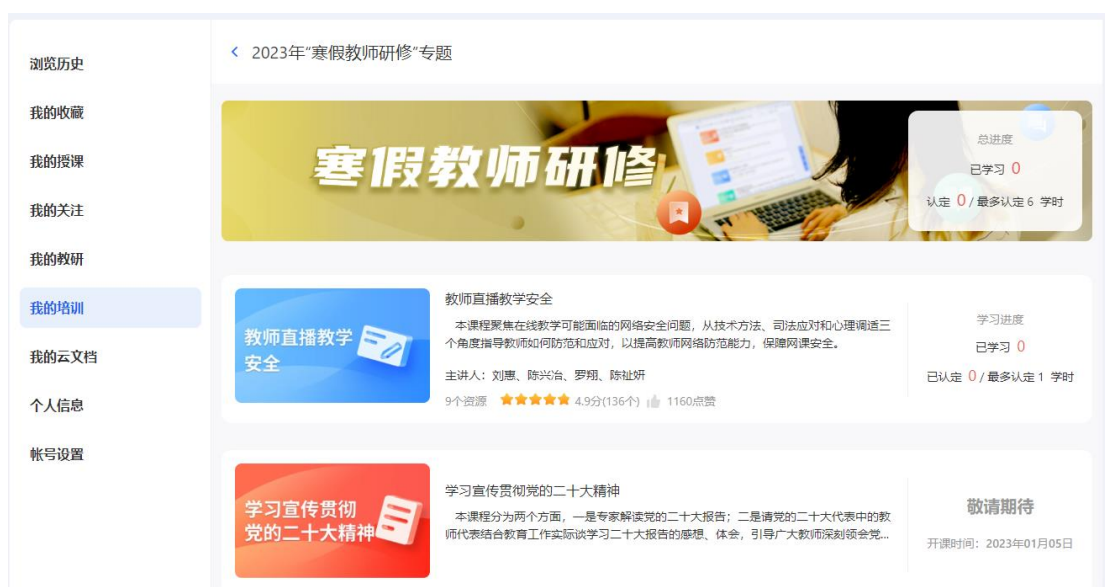 浏览历史
我的收藏
我的授课
我的关注
我的教研
我的培训
我的云文档
个人信息
帐号设置
2023年“寒假教师研修”专题
寒假教师研修
总进度
已学习 0
认定 0 / 最多认定 6 学时
教师直播教学
安全
教师直播教学安全
本课程聚焦在线教学可能面临的网络安全问题，从技术方法、司法应对和心理调适三
个角度指导教师如何防范和应对，以提高教师网络防范能力，保障网课安全。
主讲人：刘惠、陈兴冶、罗翔、陈祉妍
9个资源 4.9分(136个) 1160点赞
学习进度
已学习 0
已认定 0 / 最多认定 1 学时
学习宣传贯彻
党的二十大精神
学习宣传贯彻党的二十大精神
本课程分为两个方面，一是专家解读党的二十大报告；二是请党的二十大代表中的教
师代表结合教育工作实际谈学习二十大报告的感想、体会，引导广大教师深刻领会党...
敬请期待
开课时间：2023年01月05日